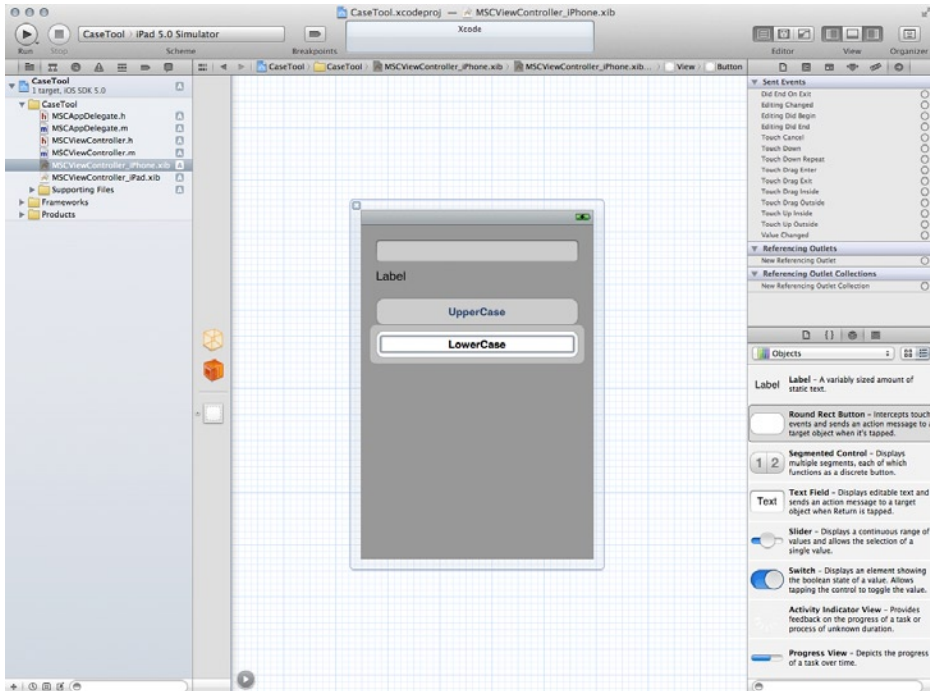 CaseTool.xcodeproj — MSCViewController_iPhone.xib
CaseTool iPad 5.0 Simulator
Xcode
Run Stop Scheme Breakpoints Editor View Organizer
CaseTool CaseTool MSCViewController_iPhone.xib MSCViewController_iPhone.xib... View Button
CaseTool
1 target, iOS SDK 5.0
CaseTool
MSCAppDelegate.h
MSCAppDelegate.m
MSCViewController.h
MSCViewController.m
MSCViewController_iPhone.xib
MSCViewController_iPad.xib
Supporting Files
Frameworks
Products
Label
UpperCase
LowerCase
Sent Events
Did End On Exit
Editing Changed
Editing Did Begin
Editing Did End
Touch Cancel
Touch Down
Touch Down Repeat
Touch Drag Enter
Touch Drag Exit
Touch Drag Inside
Touch Drag Outside
Touch Up Inside
Touch Up Outside
Value Changed
Referencing Outlets
New Referencing Outlet
Referencing Outlet Collections
New Referencing Outlet Collection
Objects
Label
Label – A variably sized amount of
static text.
Round Rect Button – Intercepts touch
events and sends an action message to a
target object when it's tapped.
1 2
Segmented Control – Displays
multiple segments, each of which
functions as a discrete button.
Text
Text Field – Displays editable text and
sends an action message to a target
object when Return is tapped.
Slider – Displays a continuous range of
values and allows the selection of a
single value.
Switch – Displays an element showing
the boolean state of a value. Allows
tapping the control to toggle the value.
Activity Indicator View – Provides
feedback on the progress of a task or
process of unknown duration.
Progress View – Depicts the progress
of a task over time.